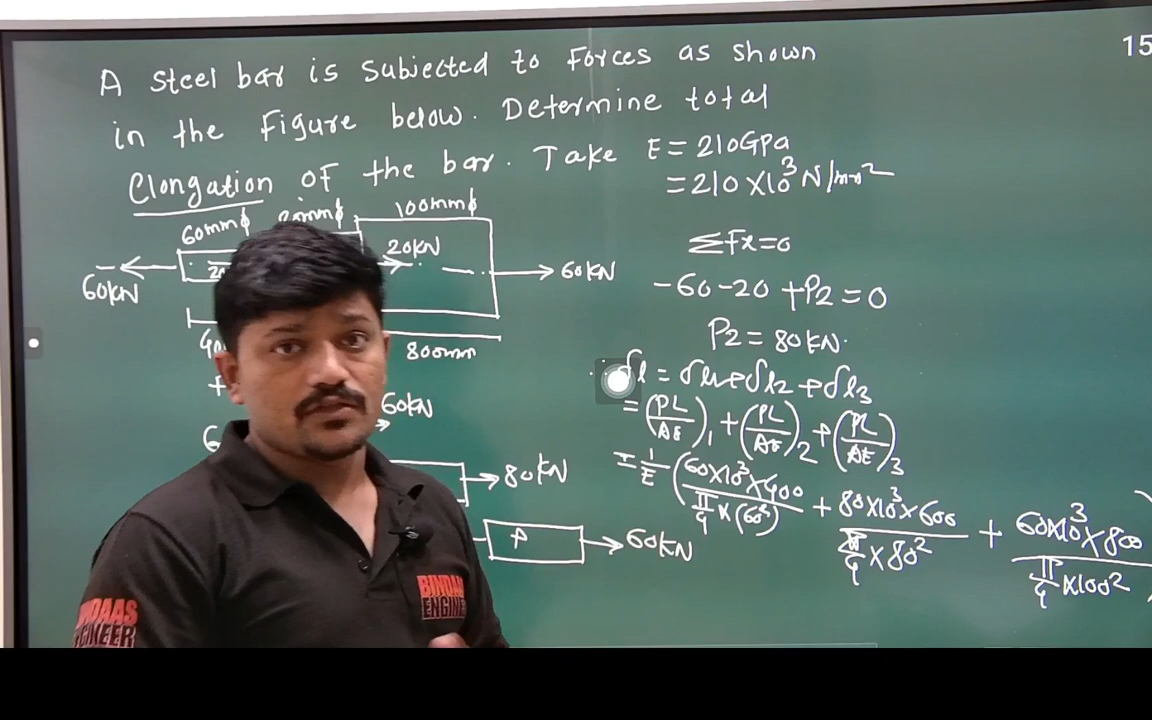 15
A steel bar is subjected to Forces as shown
in the Figure below. Determine total
Elongation of the bar. Take E = 210GPa
= 210 ×10³ N/mm²
60mmϕ 100mmϕ
60KN 20KN 60KN
800mm
ΣFx=0
-60-20 +P2=0
P2= 80KN.
60KN
80KN
60KN
δl = δl1+δl2+δl3
= (PL/AE)1 + (PL/AE)2 + (PL/AE)3
= 1/E (60×10³×400 / π/4 × (60²) + 80×10³×600 / π/4 ×80² + 60×10³×800 / π/4 ×100²)
BINDAAS
ENGINEER